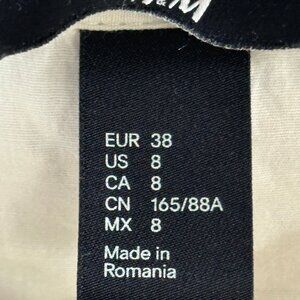 H&M
EUR 38
US 8
CA 8
CN 165/88A
MX 8
Made in
Romania